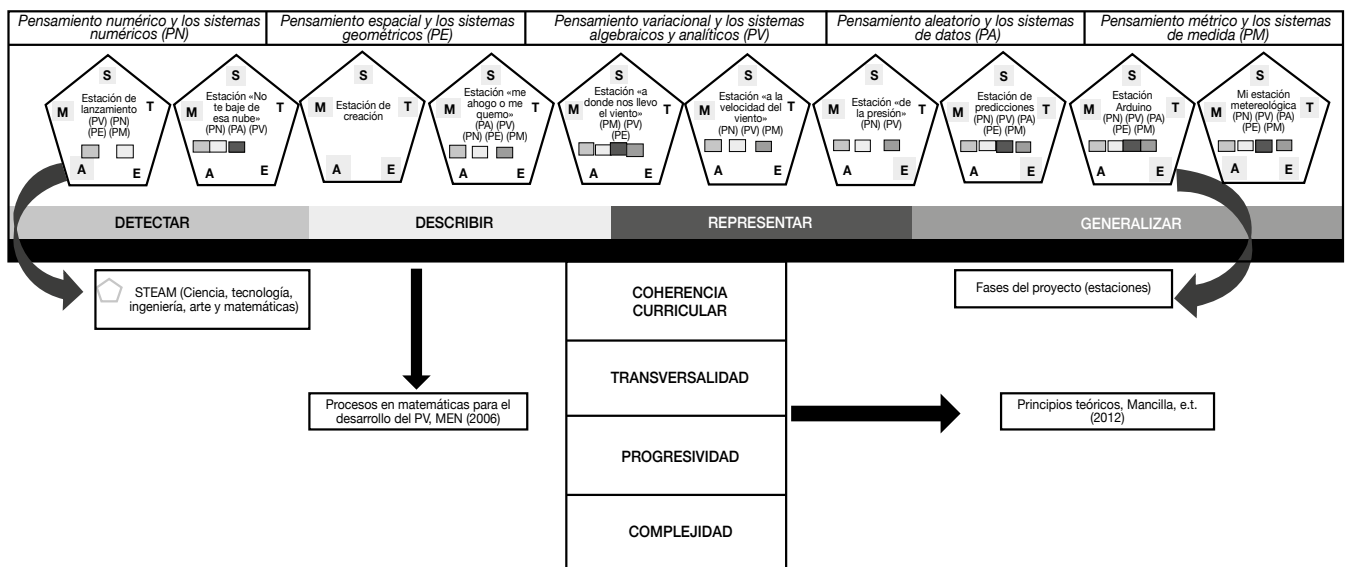 Pensamiento numérico y los sistemas
numéricos (PN)
Pensamiento espacial y los sistemas
geométricos (PE)
Pensamiento variacional y los sistemas
algebraicos y analíticos (PV)
Pensamiento aleatorio y los sistemas
de datos (PA)
Pensamiento métrico y los sistemas
de medida (PM)
S
M
T
Estación de
lanzamiento
(PV) (PN)
(PE) (PM)
A
E
S
M
T
Estación «No
te baje de
esa nube»
(PN) (PA) (PV)
A
E
S
M
T
Estación de
creación
A
E
S
M
T
Estación «me
ahogo o me
quemo»
(PA) (PV)
(PN) (PE) (PM)
A
E
S
M
T
Estación «a
donde nos llevo
el viento»
(PM) (PV)
(PE)
A
E
S
M
T
Estación «a la
velocidad del
viento»
(PN) (PV) (PM)
A
E
S
M
T
Estación «de
la presión»
(PN) (PV)
A
E
S
M
T
Estación de
predicciones
(PN) (PV) (PA)
(PE) (PM)
A
E
S
M
T
Estación
Arduino
(PN) (PV) (PA)
(PE) (PM)
A
E
S
M
T
Mi estación
metereológica
(PN) (PV) (PA)
(PE) (PM)
A
E
DETECTAR
DESCRIBIR
REPRESENTAR
GENERALIZAR
STEAM (Ciencia, tecnología,
ingeniería, arte y matemáticas)
COHERENCIA
CURRICULAR
Fases del proyecto (estaciones)
TRANSVERSALIDAD
Procesos en matemáticas para el
desarrollo del PV, MEN (2006)
Principios teóricos, Mancilla, e.t.
(2012)
PROGRESIVIDAD
COMPLEJIDAD